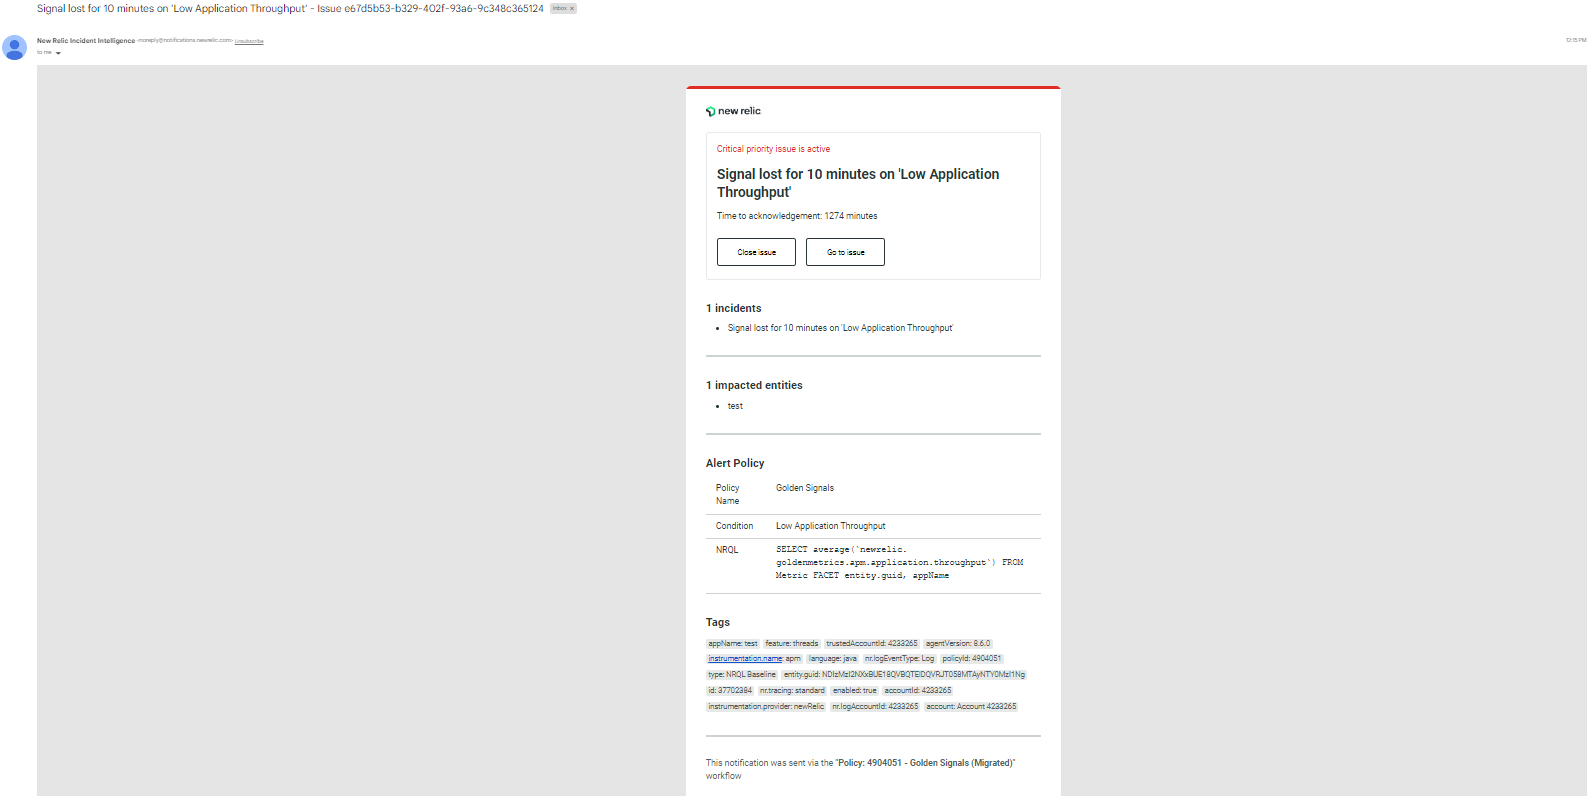 Signal lost for 10 minutes on 'Low Application Throughput' - Issue e67d5b53-b329-402f-93a6-9c348c365124 Inbox x
New Relic Incident Intelligence <noreply@notifications.newrelic.com> Unsubscribe
12:15 PM
to me
new relic
Critical priority issue is active
Signal lost for 10 minutes on 'Low Application
Throughput'
Time to acknowledgement: 1274 minutes
Close issue Go to issue
1 incidents
• Signal lost for 10 minutes on 'Low Application Throughput'
1 impacted entities
• test
Alert Policy
Policy Name Golden Signals
Condition Low Application Throughput
NRQL SELECT average(`newrelic.
goldenmetrics.apm.application.throughput`) FROM
Metric FACET entity.guid, appName
Tags
appName: test feature: threads trustedAccountId: 4233265 agentVersion: 8.6.0
instrumentation.name: apm language: java nr.logEventType: Log policyId: 4904051
type: NRQL Baseline entity.guid: NDIzMzI2NXxBUE18QVBQTElDQVRJT058MTAyNTY0MzI1Ng
id: 37702384 nr.tracing: standard enabled: true accountId: 4233265
instrumentation.provider: newRelic nr.logAccountId: 4233265 account: Account 4233265
This notification was sent via the "Policy: 4904051 - Golden Signals (Migrated)"
workflow